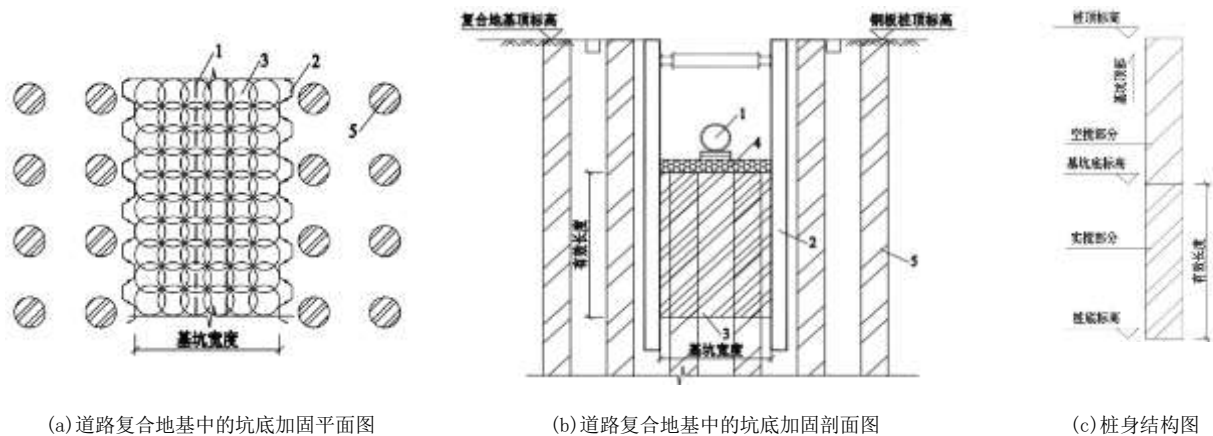 1
3
2
5
基坑宽度
(a)道路复合地基中的坑底加固平面图
复合地基顶标高
钢板桩顶标高
1
4
有效长度
2
5
3
基坑宽度
(b)道路复合地基中的坑底加固剖面图
桩顶标高
基坑顶部
空搅部分
基坑底标高
实搅部分
有效长度
桩底标高
(c)桩身结构图